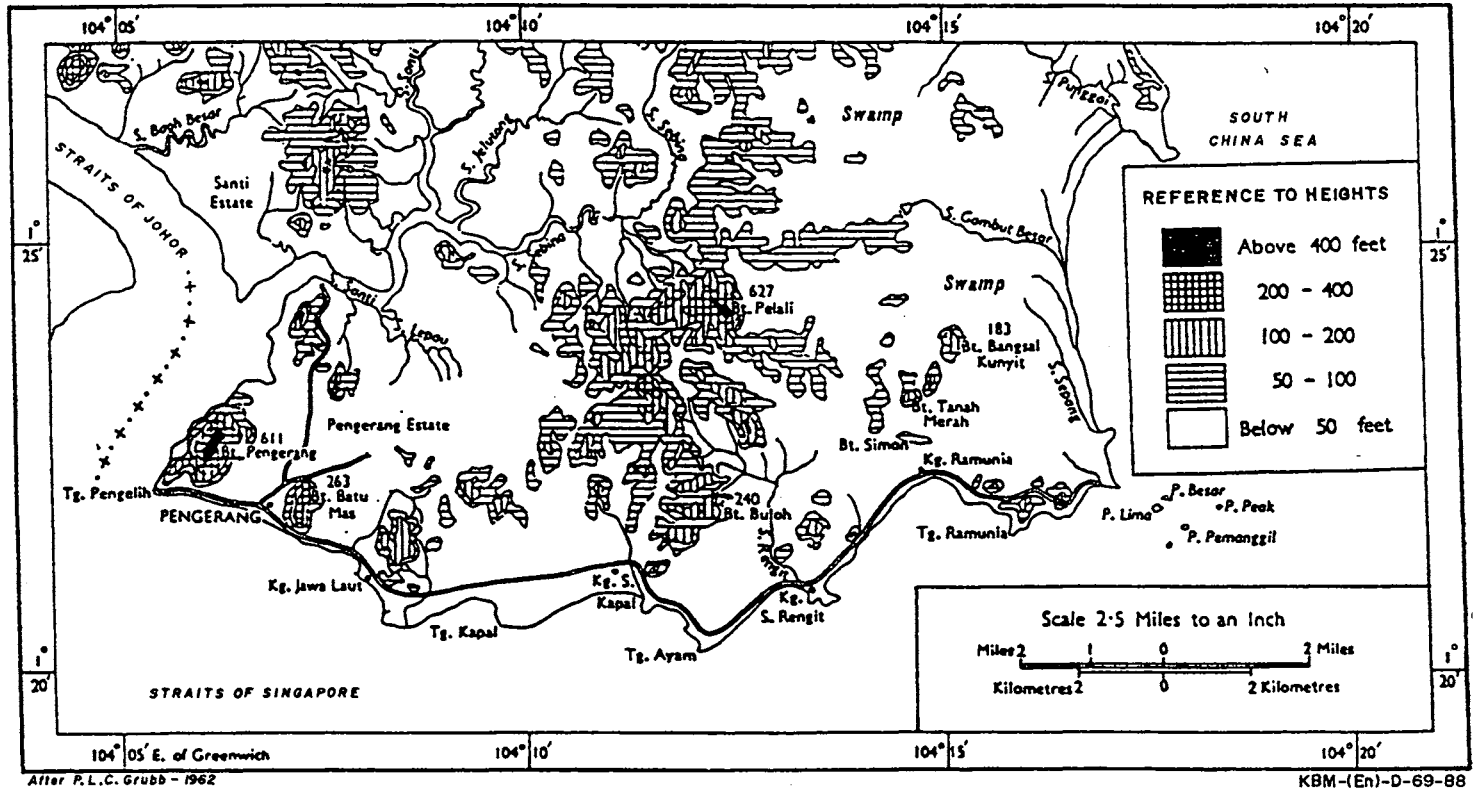 104° 05'
104° 10'
104° 15'
104° 20'
S. Santi
Punggai
Swamp
SOUTH
CHINA SEA
S. Bagh Besar
S. Jelutong
S. Sebing
STRAITS OF JOHOR
Santi
Estate
REFERENCE TO HEIGHTS
Above 400 feet
200 - 400
100 - 200
50 - 100
Below 50 feet
1°
25'
1°
25'
S. Gambut Besar
S. Sebina
Swamp
S. Santi
S. Lepau
627
Bt. Pelali
183
Bt. Bangsal
Kunyit
S. Sepang
Bt. Tanah
Merah
Bt. Simon
Pengerang Estate
611
Bt. Pengerang
Kg. Ramunia
Tg. Pengelih
263
Bt. Batu
Mas
PENGERANG
240
Bt. Buloh
S. Rengit
Tg. Ramunia
P. Besar
P. Lima
P. Peak
P. Pemanggil
Kg. Jawa Laut
Kg. S.
Kapal
Kg.
S. Rengit
Tg. Kapal
Tg. Ayam
Scale 2·5 Miles to an Inch
Miles 2 1 0 2 Miles
Kilometres 2 0 2 Kilometres
1°
20'
1°
20'
STRAITS OF SINGAPORE
104° 05' E. of Greenwich
104° 10'
104° 15'
104° 20'
After P.L.C. Grubb - 1962
KBM-(En)-D-69-88